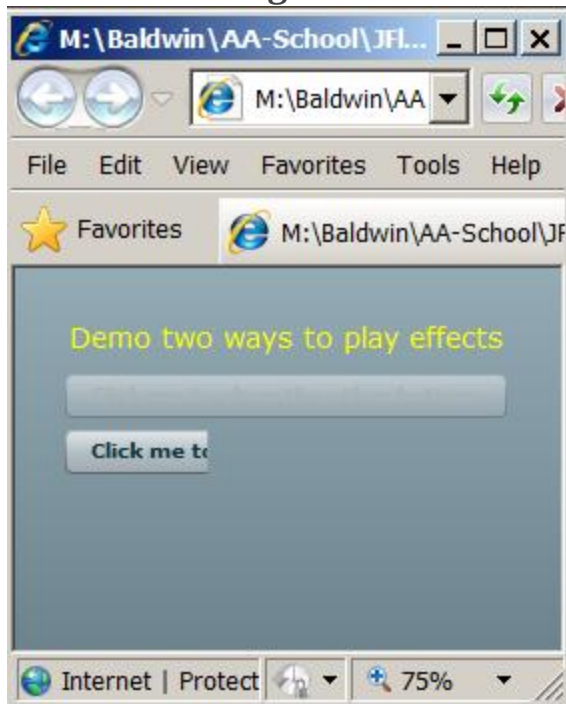 M:\Baldwin\AA-School\JFl...
M:\Baldwin\AA
File Edit View Favorites Tools Help
Favorites M:\Baldwin\AA-School\JF
Demo two ways to play effects
Click me to
Internet | Protect 75%